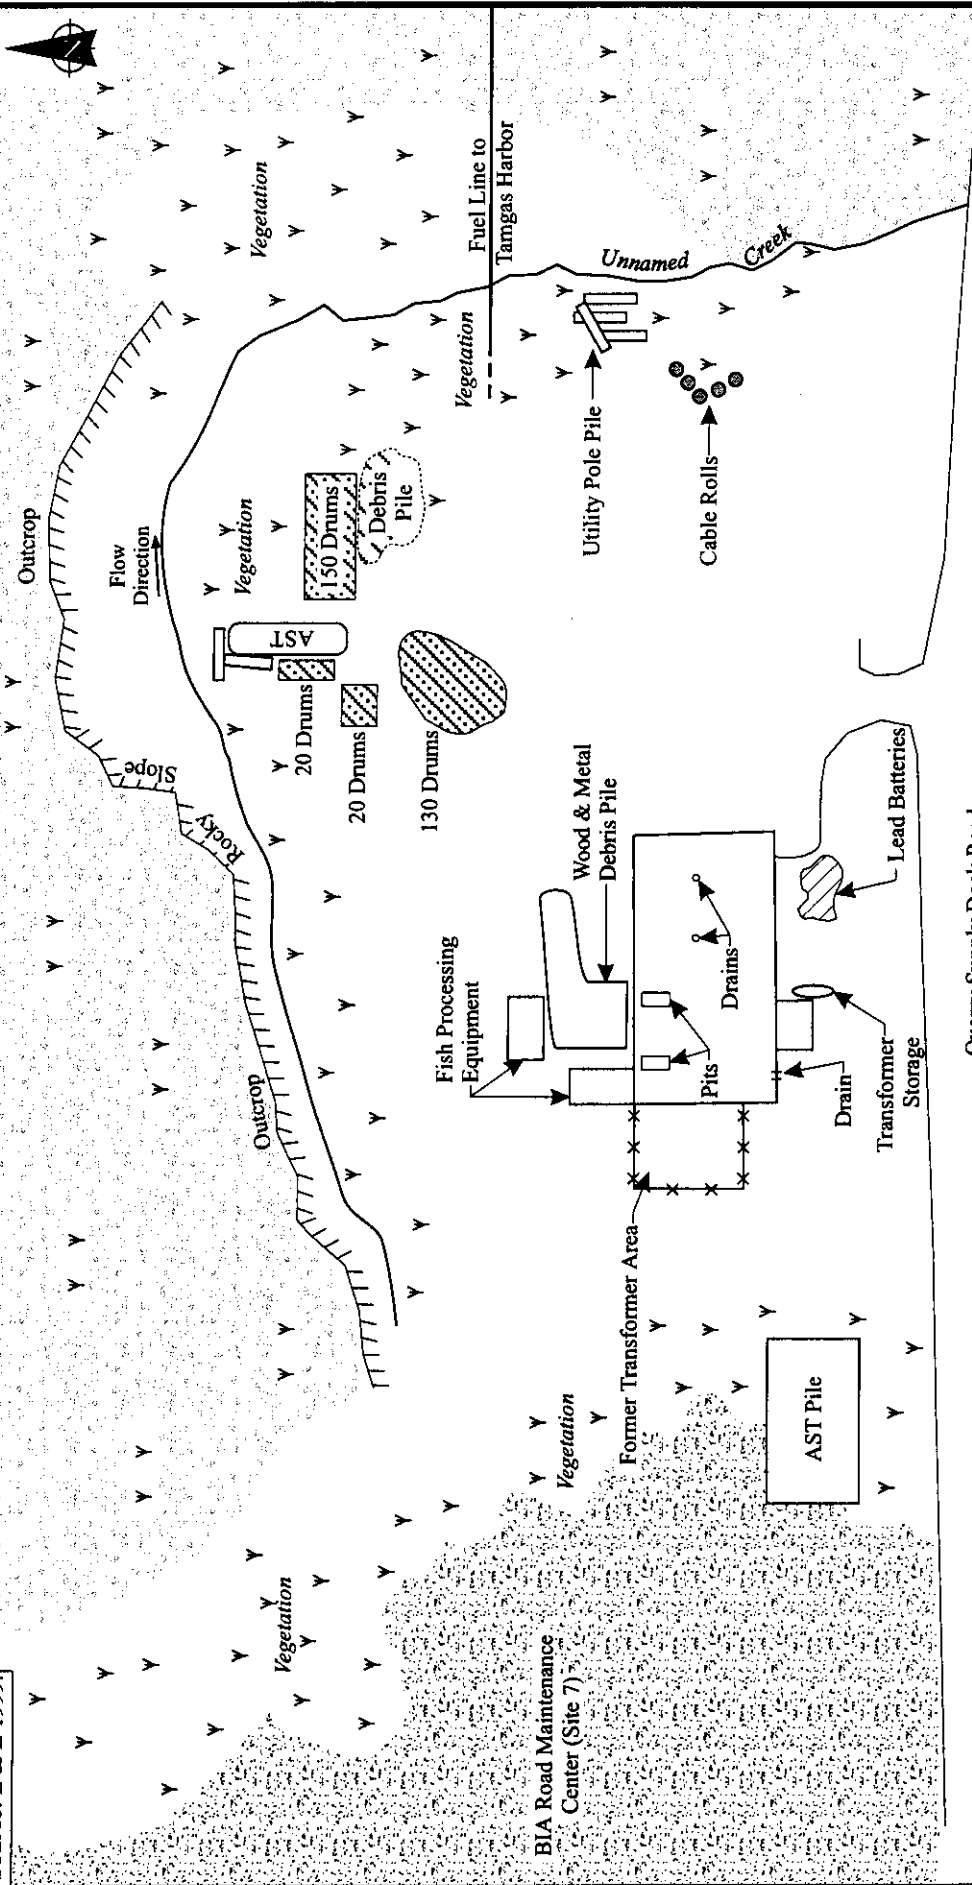 Outcrop
Flow
Direction
Slope
Rocky
Outcrop
Vegetation
Vegetation
Vegetation
Fuel Line to
Tamgas Harbor
Unnamed
Creek
AST
150 Drums
Debris
Pile
20 Drums
20 Drums
130 Drums
Utility Pole Pile
Cable Rolls
Wood & Metal
Debris Pile
Fish Processing
Equipment
Drains
Pits
Lead Batteries
Drain
Transformer
Storage
Former Transformer Area
Vegetation
Vegetation
AST Pile
BIA Road Maintenance
Center (Site 7)